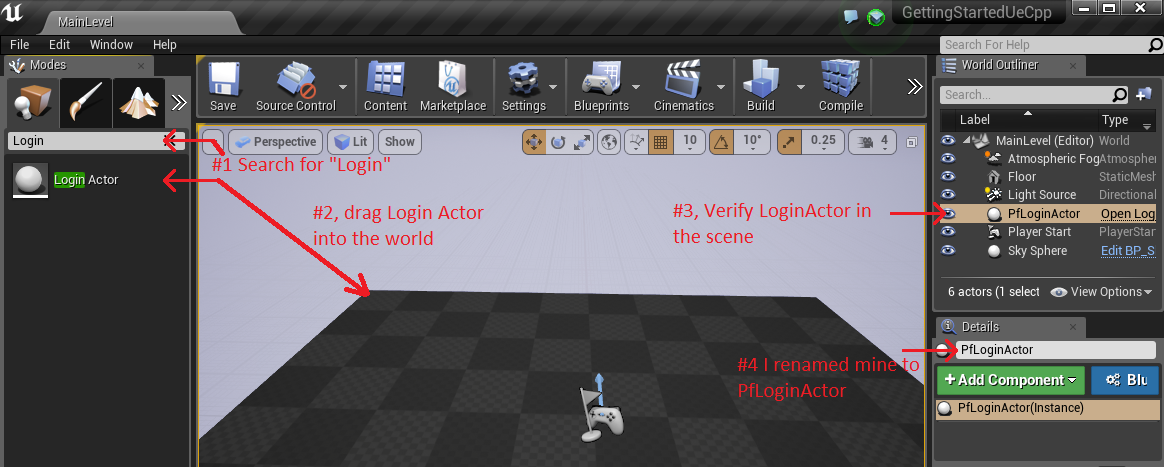 MainLevel
GettingStartedUeCpp
File Edit Window Help
Search For Help
Modes
World Outliner
Save
Source Control
Content
Marketplace
Settings
Blueprints
Cinematics
Build
Compile
Search...
Label Type
Login
Perspective
Lit
Show
10
10°
0.25
4
MainLevel (Editor) World
#1 Search for "Login"
Atmospheric Fog Atmospher
Floor StaticMesh
Login Actor
Light Source Directional
#2, drag Login Actor
into the world
#3, Verify LoginActor in
the scene
PfLoginActor Open Log
Player Start PlayerStar
Sky Sphere Edit BP_S
6 actors (1 select
View Options
Details
PfLoginActor
#4 I renamed mine to
PfLoginActor
+Add Component
Blu
PfLoginActor(Instance)